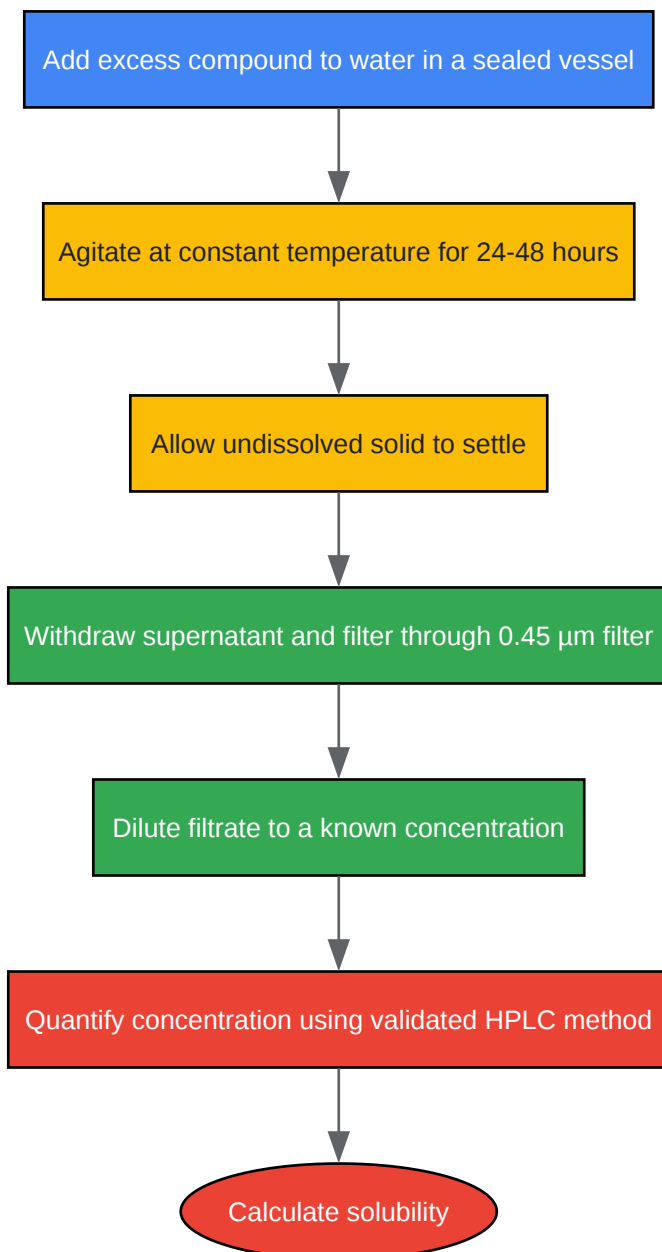 Add excess compound to water in a sealed vessel
Agitate at constant temperature for 24-48 hours
Allow undissolved solid to settle
Withdraw supernatant and filter through 0.45 µm filter
Dilute filtrate to a known concentration
Quantify concentration using validated HPLC method
Calculate solubility